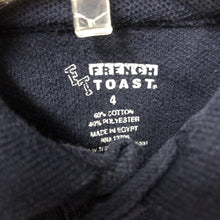 FRENCH
TOAST®
4
60% COTTON
40% POLYESTER
MADE IN EGYPT